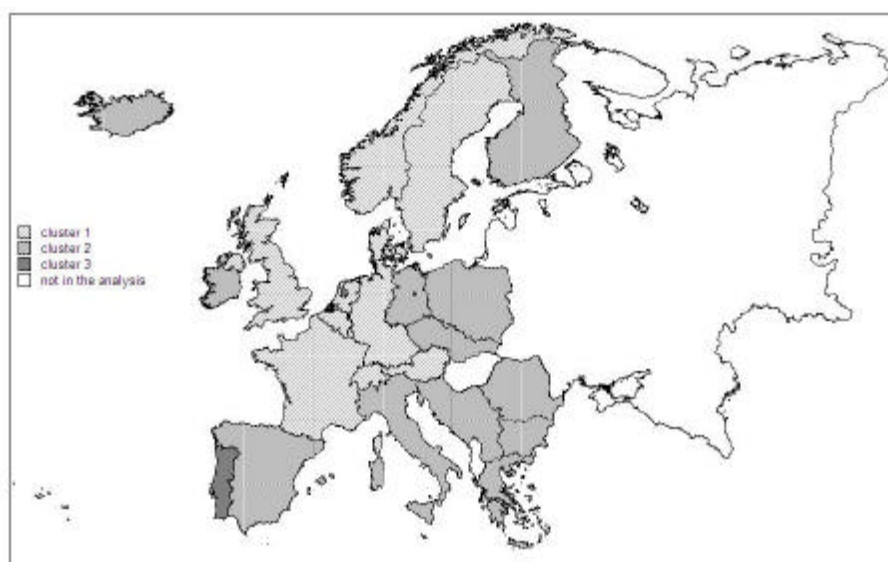 cluster 1
cluster 2
cluster 3
not in the analysis